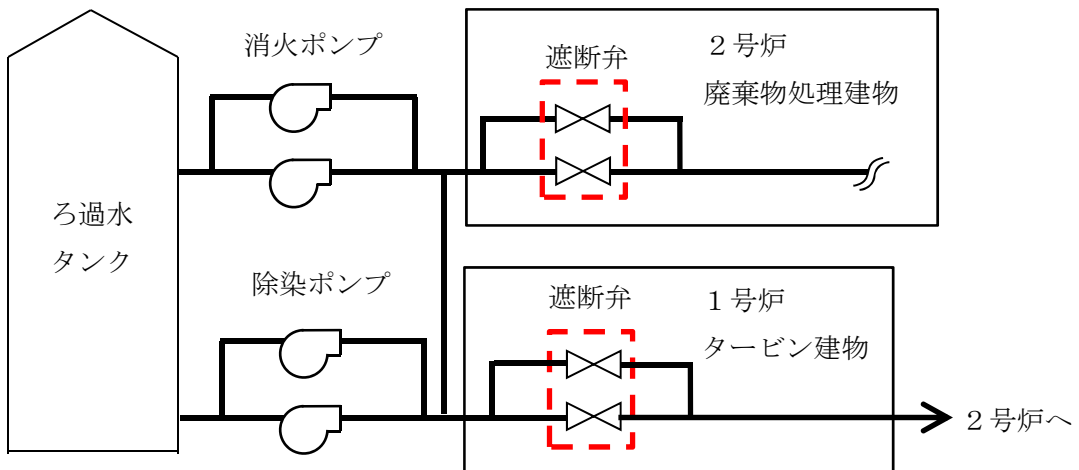 消火ポンプ
遮断弁
２号炉
廃棄物処理建物
ろ過水
タンク
除染ポンプ
遮断弁
１号炉
タービン建物
２号炉へ